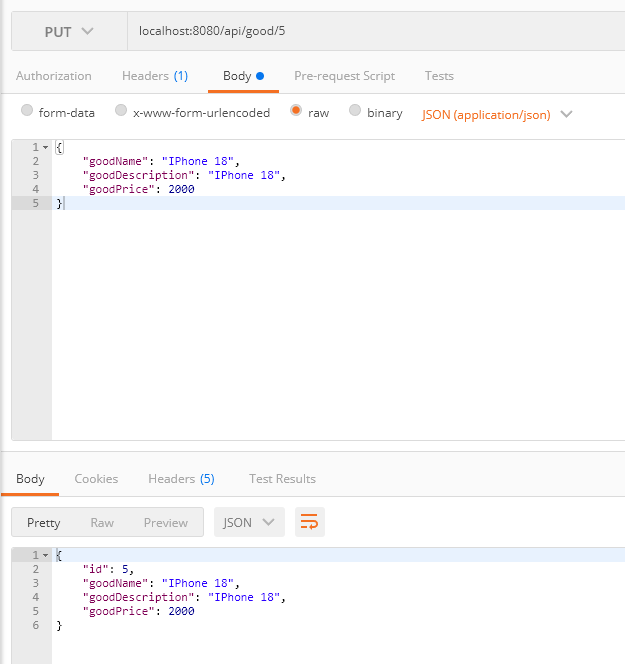 PUT localhost:8080/api/good/5
Authorization Headers (1) Body Pre-request Script Tests
form-data x-www-form-urlencoded raw binary JSON (application/json)
1 {
2 "goodName": "IPhone 18",
3 "goodDescription": "IPhone 18",
4 "goodPrice": 2000
5 }
Body Cookies Headers (5) Test Results
Pretty Raw Preview JSON
1 {
2 "id": 5,
3 "goodName": "IPhone 18",
4 "goodDescription": "IPhone 18",
5 "goodPrice": 2000
6 }